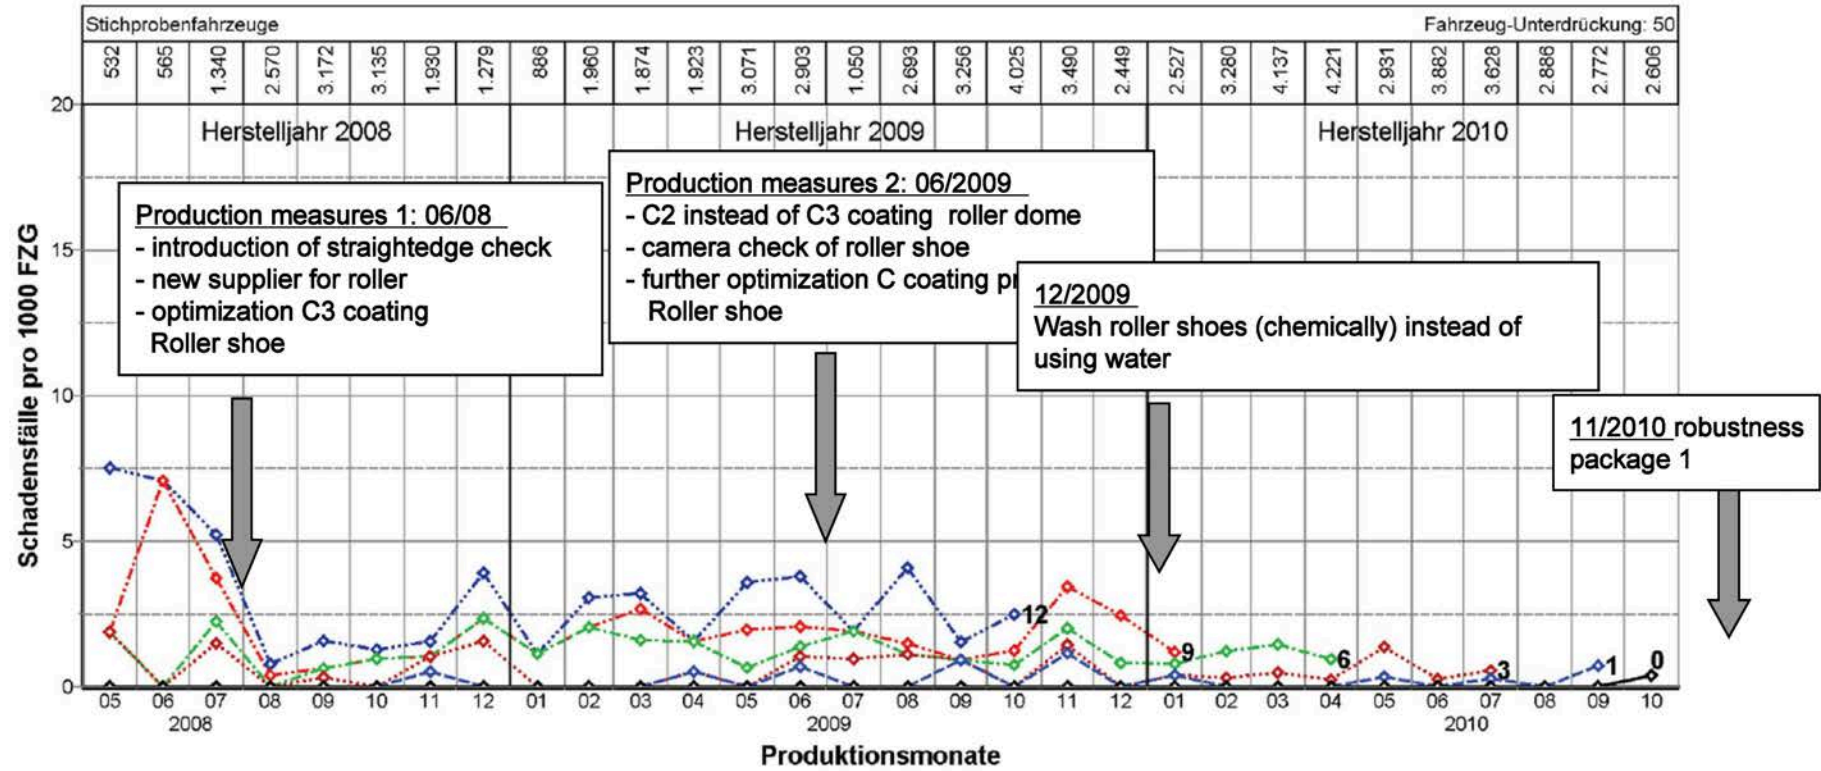 Stichprobenfahrzeuge
Fahrzeug-Unterdrückung: 50
532 565 1.340 2.570 3.172 3.135 1.930 1.279 886 1.960 1.874 1.923 3.071 2.903 1.050 2.693 3.256 4.025 3.490 2.449 2.527 3.280 4.137 4.221 2.931 3.882 3.628 2.886 2.772 2.606
Herstelljahr 2008
Herstelljahr 2009
Herstelljahr 2010
Schadensfälle pro 1000 FZG
20
15
10
5
0
Production measures 1: 06/08
- introduction of straightedge check
- new supplier for roller
- optimization C3 coating
Roller shoe
Production measures 2: 06/2009
- C2 instead of C3 coating roller dome
- camera check of roller shoe
- further optimization C coating pr
Roller shoe
12/2009
Wash roller shoes (chemically) instead of
using water
11/2010 robustness
package 1
12
9
6
3
1
0
05 06 07 08 09 10 11 12 01 02 03 04 05 06 07 08 09 10 11 12 01 02 03 04 05 06 07 08 09 10
2008
2009
2010
Produktionsmonate